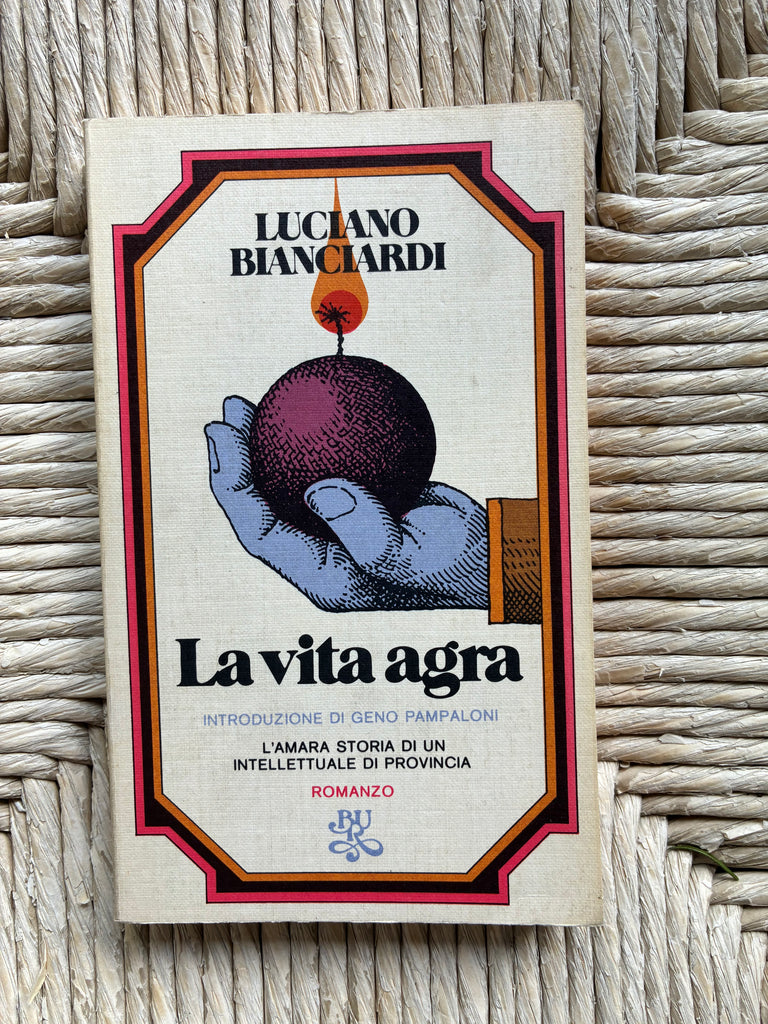 LUCIANO
BIANCIARDI
La vita agra
INTRODUZIONE DI GENO PAMPALONI
L'AMARA STORIA DI UN
INTELLETTUALE DI PROVINCIA
ROMANZO
BUR